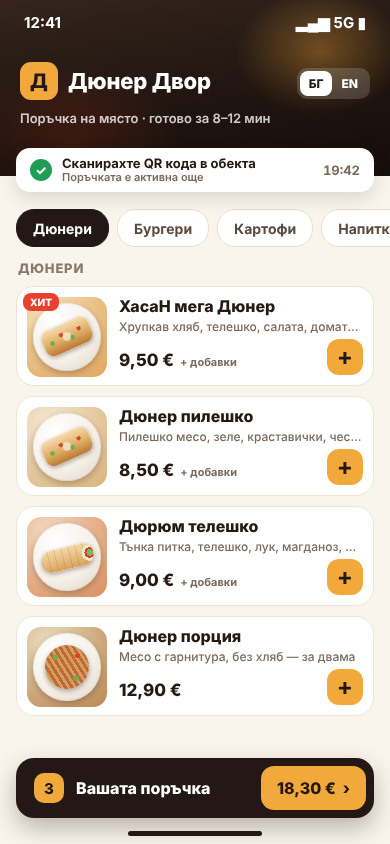 12:41
5G
Д
Дюнер Двор
БГ
EN
Поръчка на място · готово за 8–12 мин
Сканирахте QR кода в обекта
Поръчката е активна още
19:42
Дюнери
Бургери
Картофи
Напитк
ДЮНЕРИ
ХИТ
ХасаН мега Дюнер
Хрупкав хляб, телешко, салата, домат...
9,50 € + добавки
+
Дюнер пилешко
Пилешко месо, зеле, краставички, чес...
8,50 € + добавки
+
Дюрюм телешко
Тънка питка, телешко, лук, магданоз, ...
9,00 € + добавки
+
Дюнер порция
Месо с гарнитура, без хляб — за двама
12,90 €
+
3
Вашата поръчка
18,30 € ›